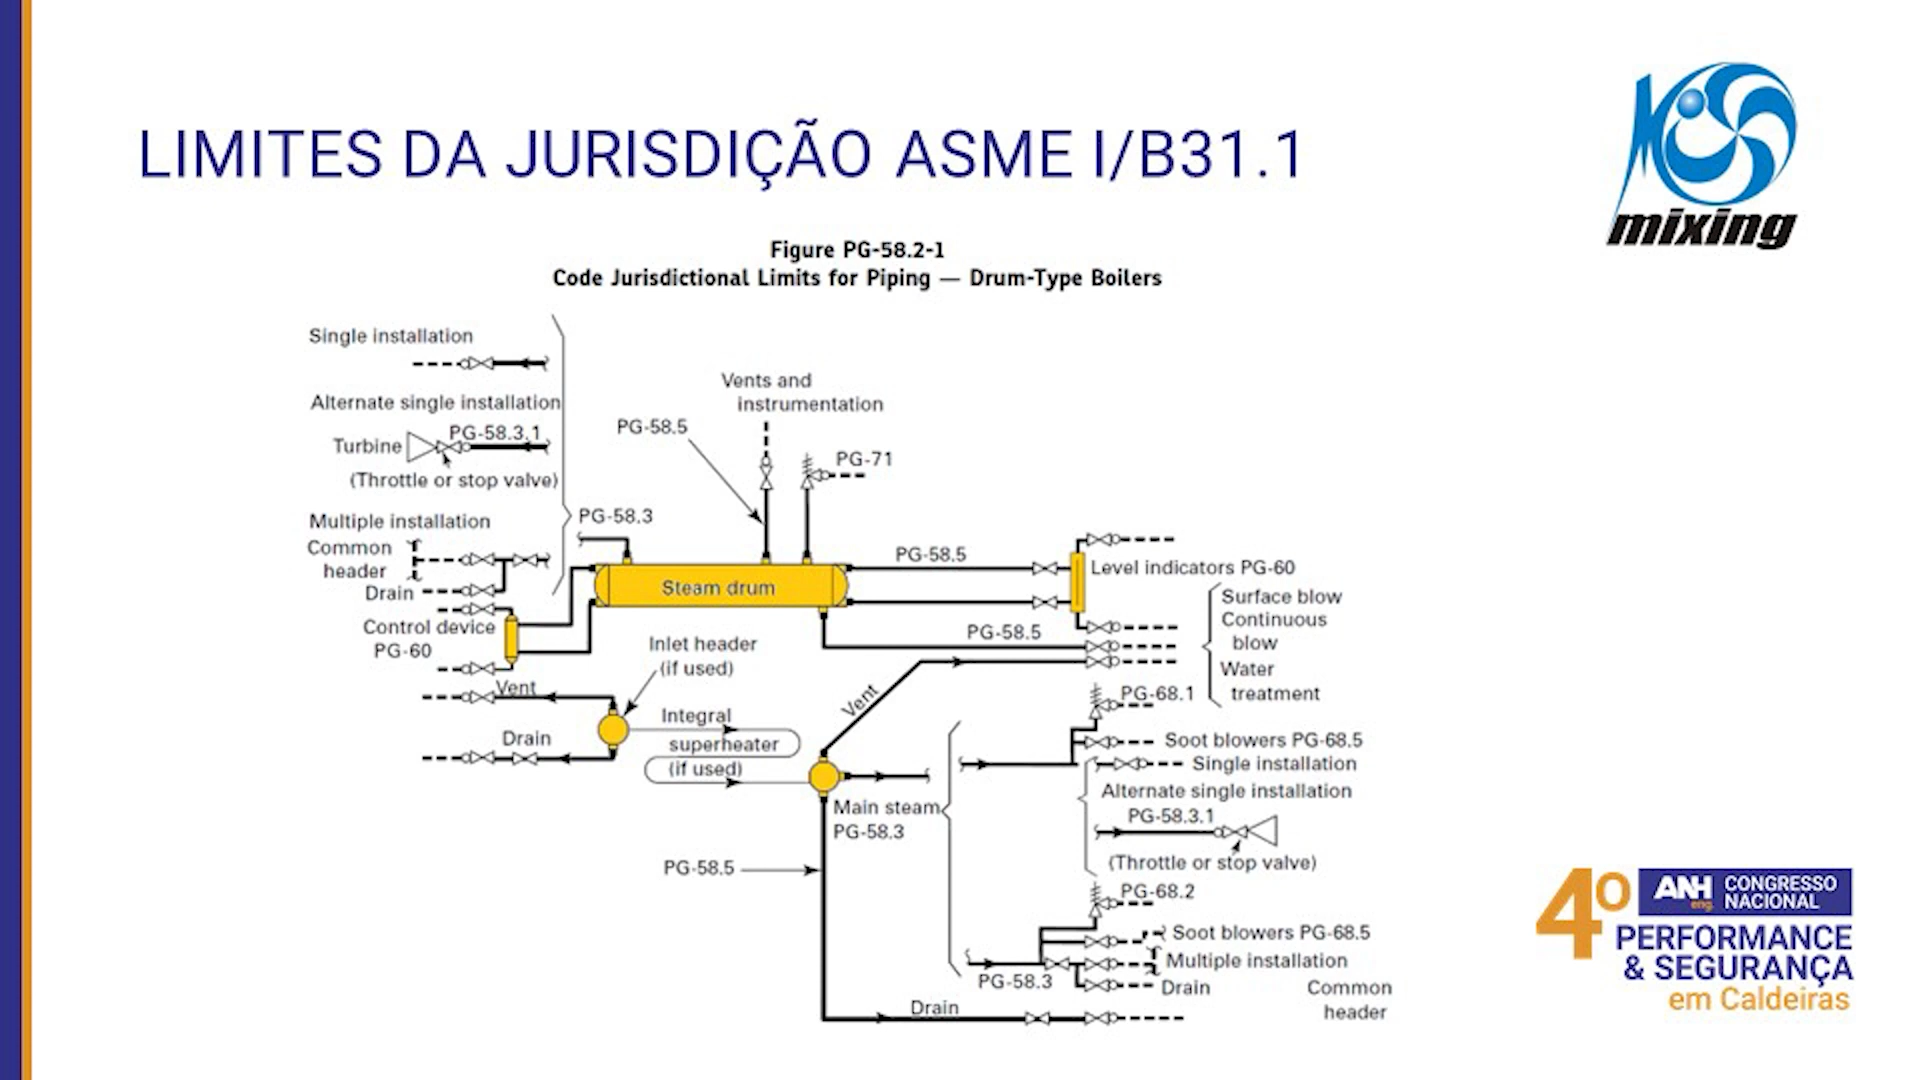 LIMITES DA JURISDIÇÃO ASME I/B31.1
mixing
Figure PG-58.2-1
Code Jurisdictional Limits for Piping — Drum-Type Boilers
Single installation
Alternate single installation
PG-58.3.1
Turbine
(Throttle or stop valve)
Multiple installation
Common
header
Drain
Control device
PG-60
Vent
Drain
PG-58.3
PG-58.5
Vents and
instrumentation
PG-71
Steam drum
PG-58.5
Level indicators PG-60
PG-58.5
Surface blow
Continuous
blow
Water
treatment
Inlet header
(if used)
Integral
superheater
(if used)
Vent
Main steam
PG-58.3
PG-58.5
PG-68.1
Soot blowers PG-68.5
Single installation
Alternate single installation
PG-58.3.1
(Throttle or stop valve)
PG-68.2
Soot blowers PG-68.5
Multiple installation
PG-58.3
Drain
Common
header
Drain
4º
ANH
eng.
CONGRESSO
NACIONAL
PERFORMANCE
& SEGURANÇA
em Caldeiras